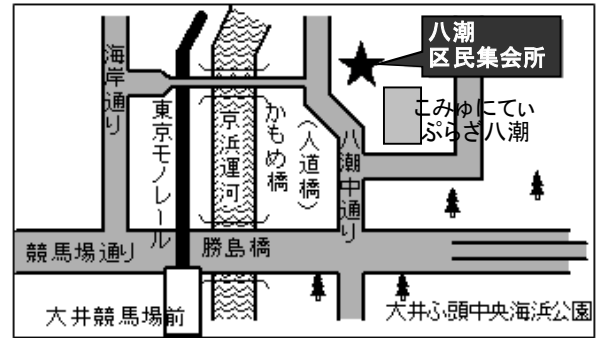 八潮
区民集会所
こみゅにてぃ
ぷらざ八潮
海岸通り
東京モノレール
京浜運河
かもめ橋
（人道橋）
八潮中通り
競馬場通り
勝島橋
大井競馬場前
大井ふ頭中央海浜公園